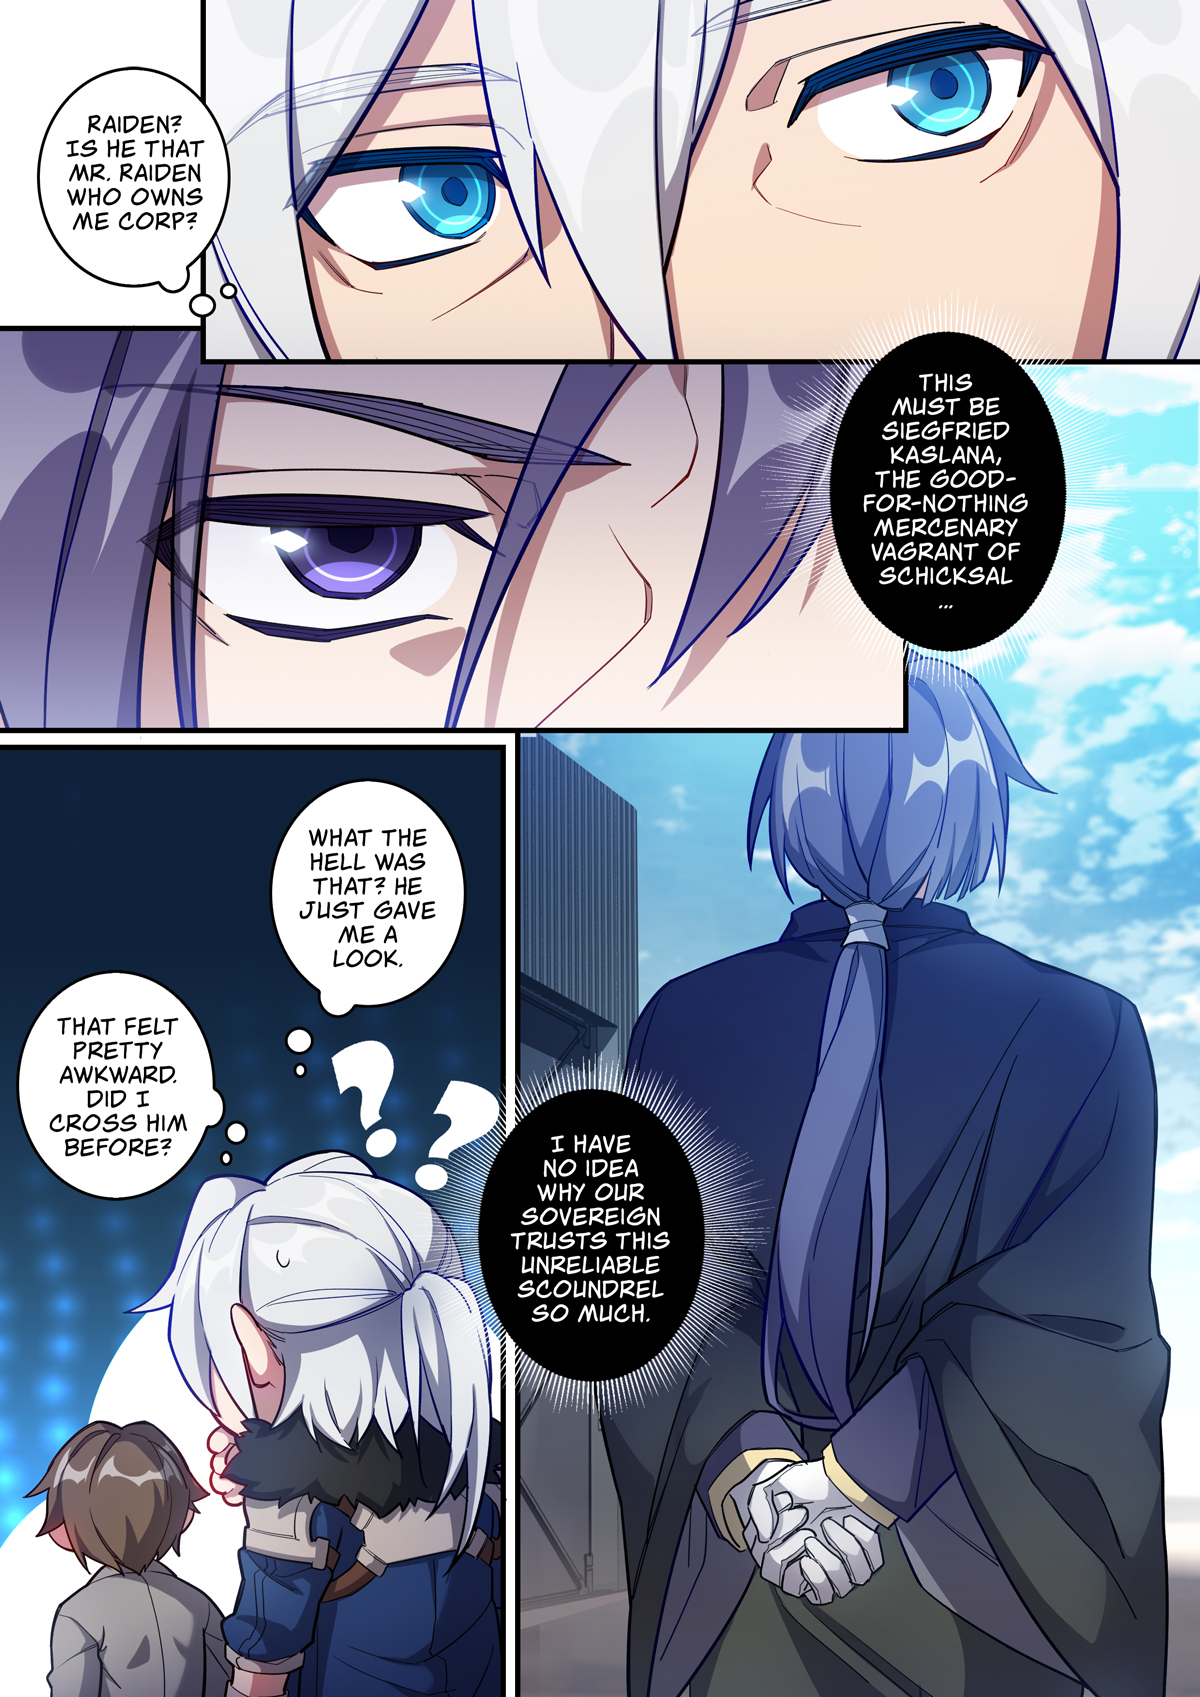 RAIDEN?
IS HE THAT
MR. RAIDEN
WHO OWNS
ME CORP?
THIS
MUST BE
SIEGFRIED
KASLANA,
THE GOOD-
FOR-NOTHING
MERCENARY
VAGRANT OF
SCHICKSAL
...
WHAT THE
HELL WAS
THAT? HE
JUST GAVE
ME A
LOOK.
THAT FELT
PRETTY
AWKWARD.
DID I
CROSS HIM
BEFORE?
? ?
I HAVE
NO IDEA
WHY OUR
SOVEREIGN
TRUSTS THIS
UNRELIABLE
SCOUNDREL
SO MUCH.